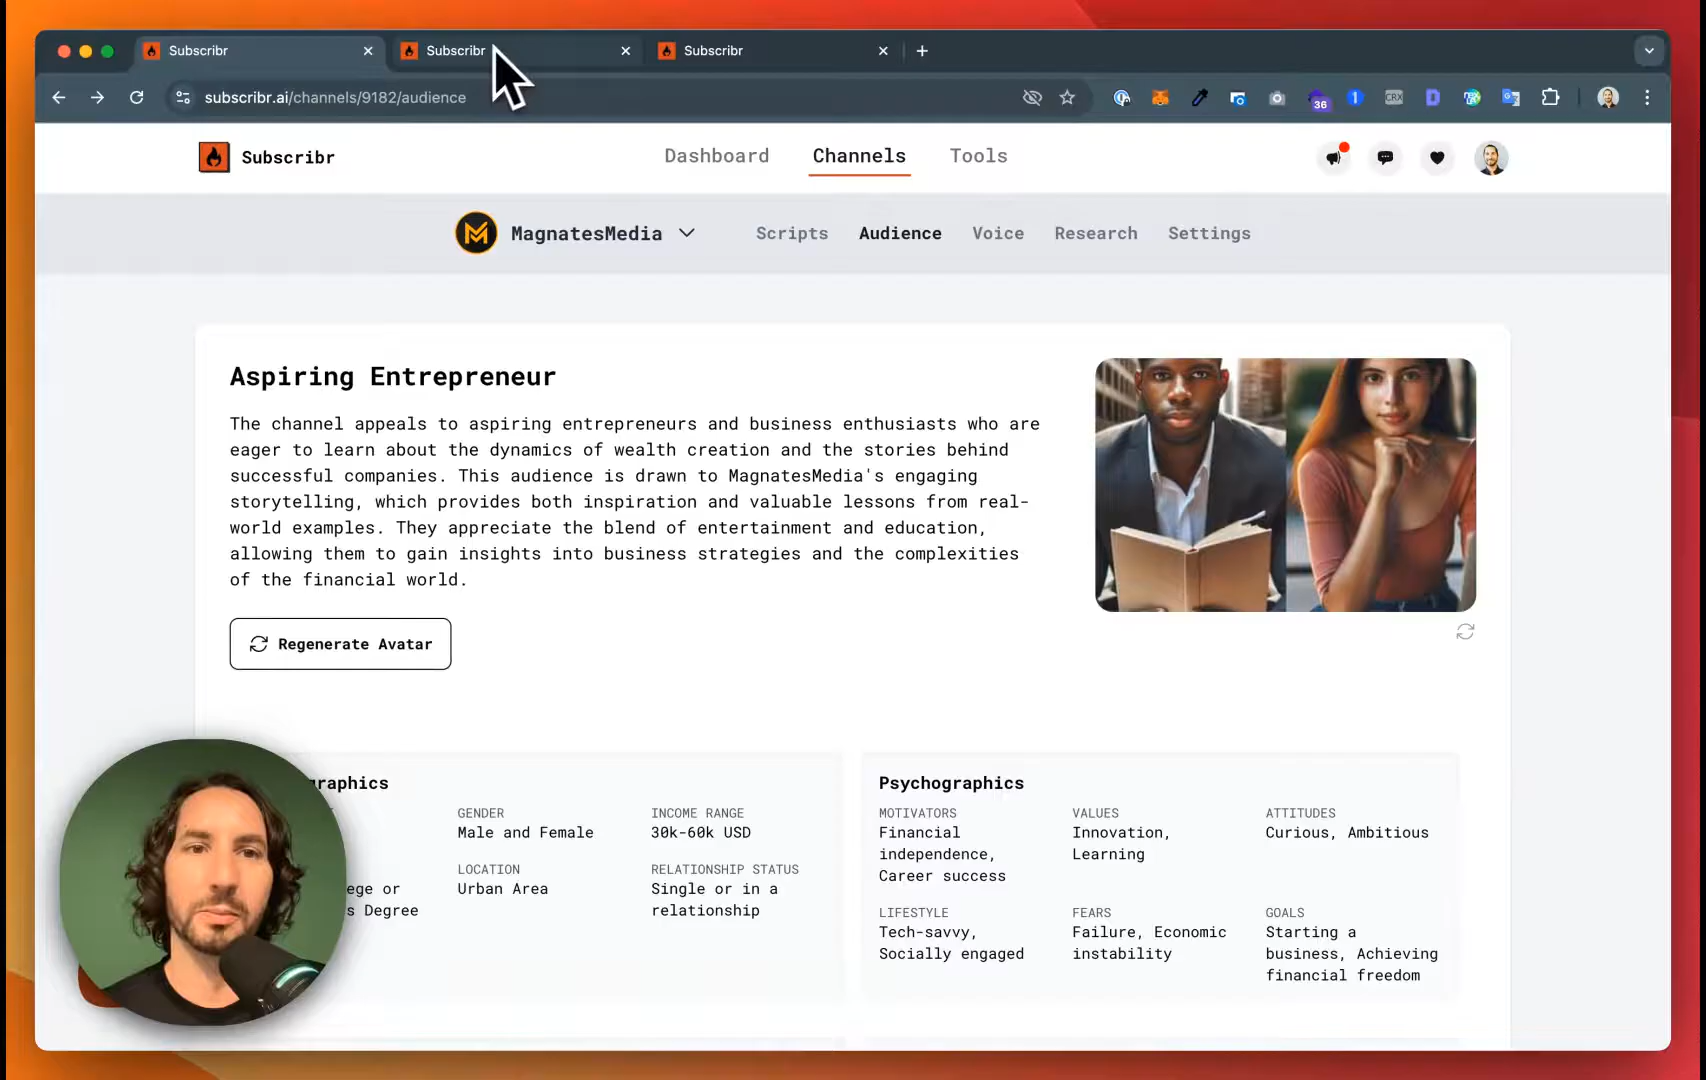 Subscribr
Subscribr
Subscribr
subscribr.ai/channels/9182/audience
36
CRX
Subscribr
Dashboard
Channels
Tools
MagnatesMedia
Scripts
Audience
Voice
Research
Settings
Aspiring Entrepreneur
The channel appeals to aspiring entrepreneurs and business enthusiasts who are
eager to learn about the dynamics of wealth creation and the stories behind
successful companies. This audience is drawn to MagnatesMedia's engaging
storytelling, which provides both inspiration and valuable lessons from real-
world examples. They appreciate the blend of entertainment and education,
allowing them to gain insights into business strategies and the complexities
of the financial world.
Regenerate Avatar
graphics
GENDER
Male and Female
INCOME RANGE
30k-60k USD
ege or
s Degree
LOCATION
Urban Area
RELATIONSHIP STATUS
Single or in a
relationship
Psychographics
MOTIVATORS
Financial
independence,
Career success
VALUES
Innovation,
Learning
ATTITUDES
Curious, Ambitious
LIFESTYLE
Tech-savvy,
Socially engaged
FEARS
Failure, Economic
instability
GOALS
Starting a
business, Achieving
financial freedom